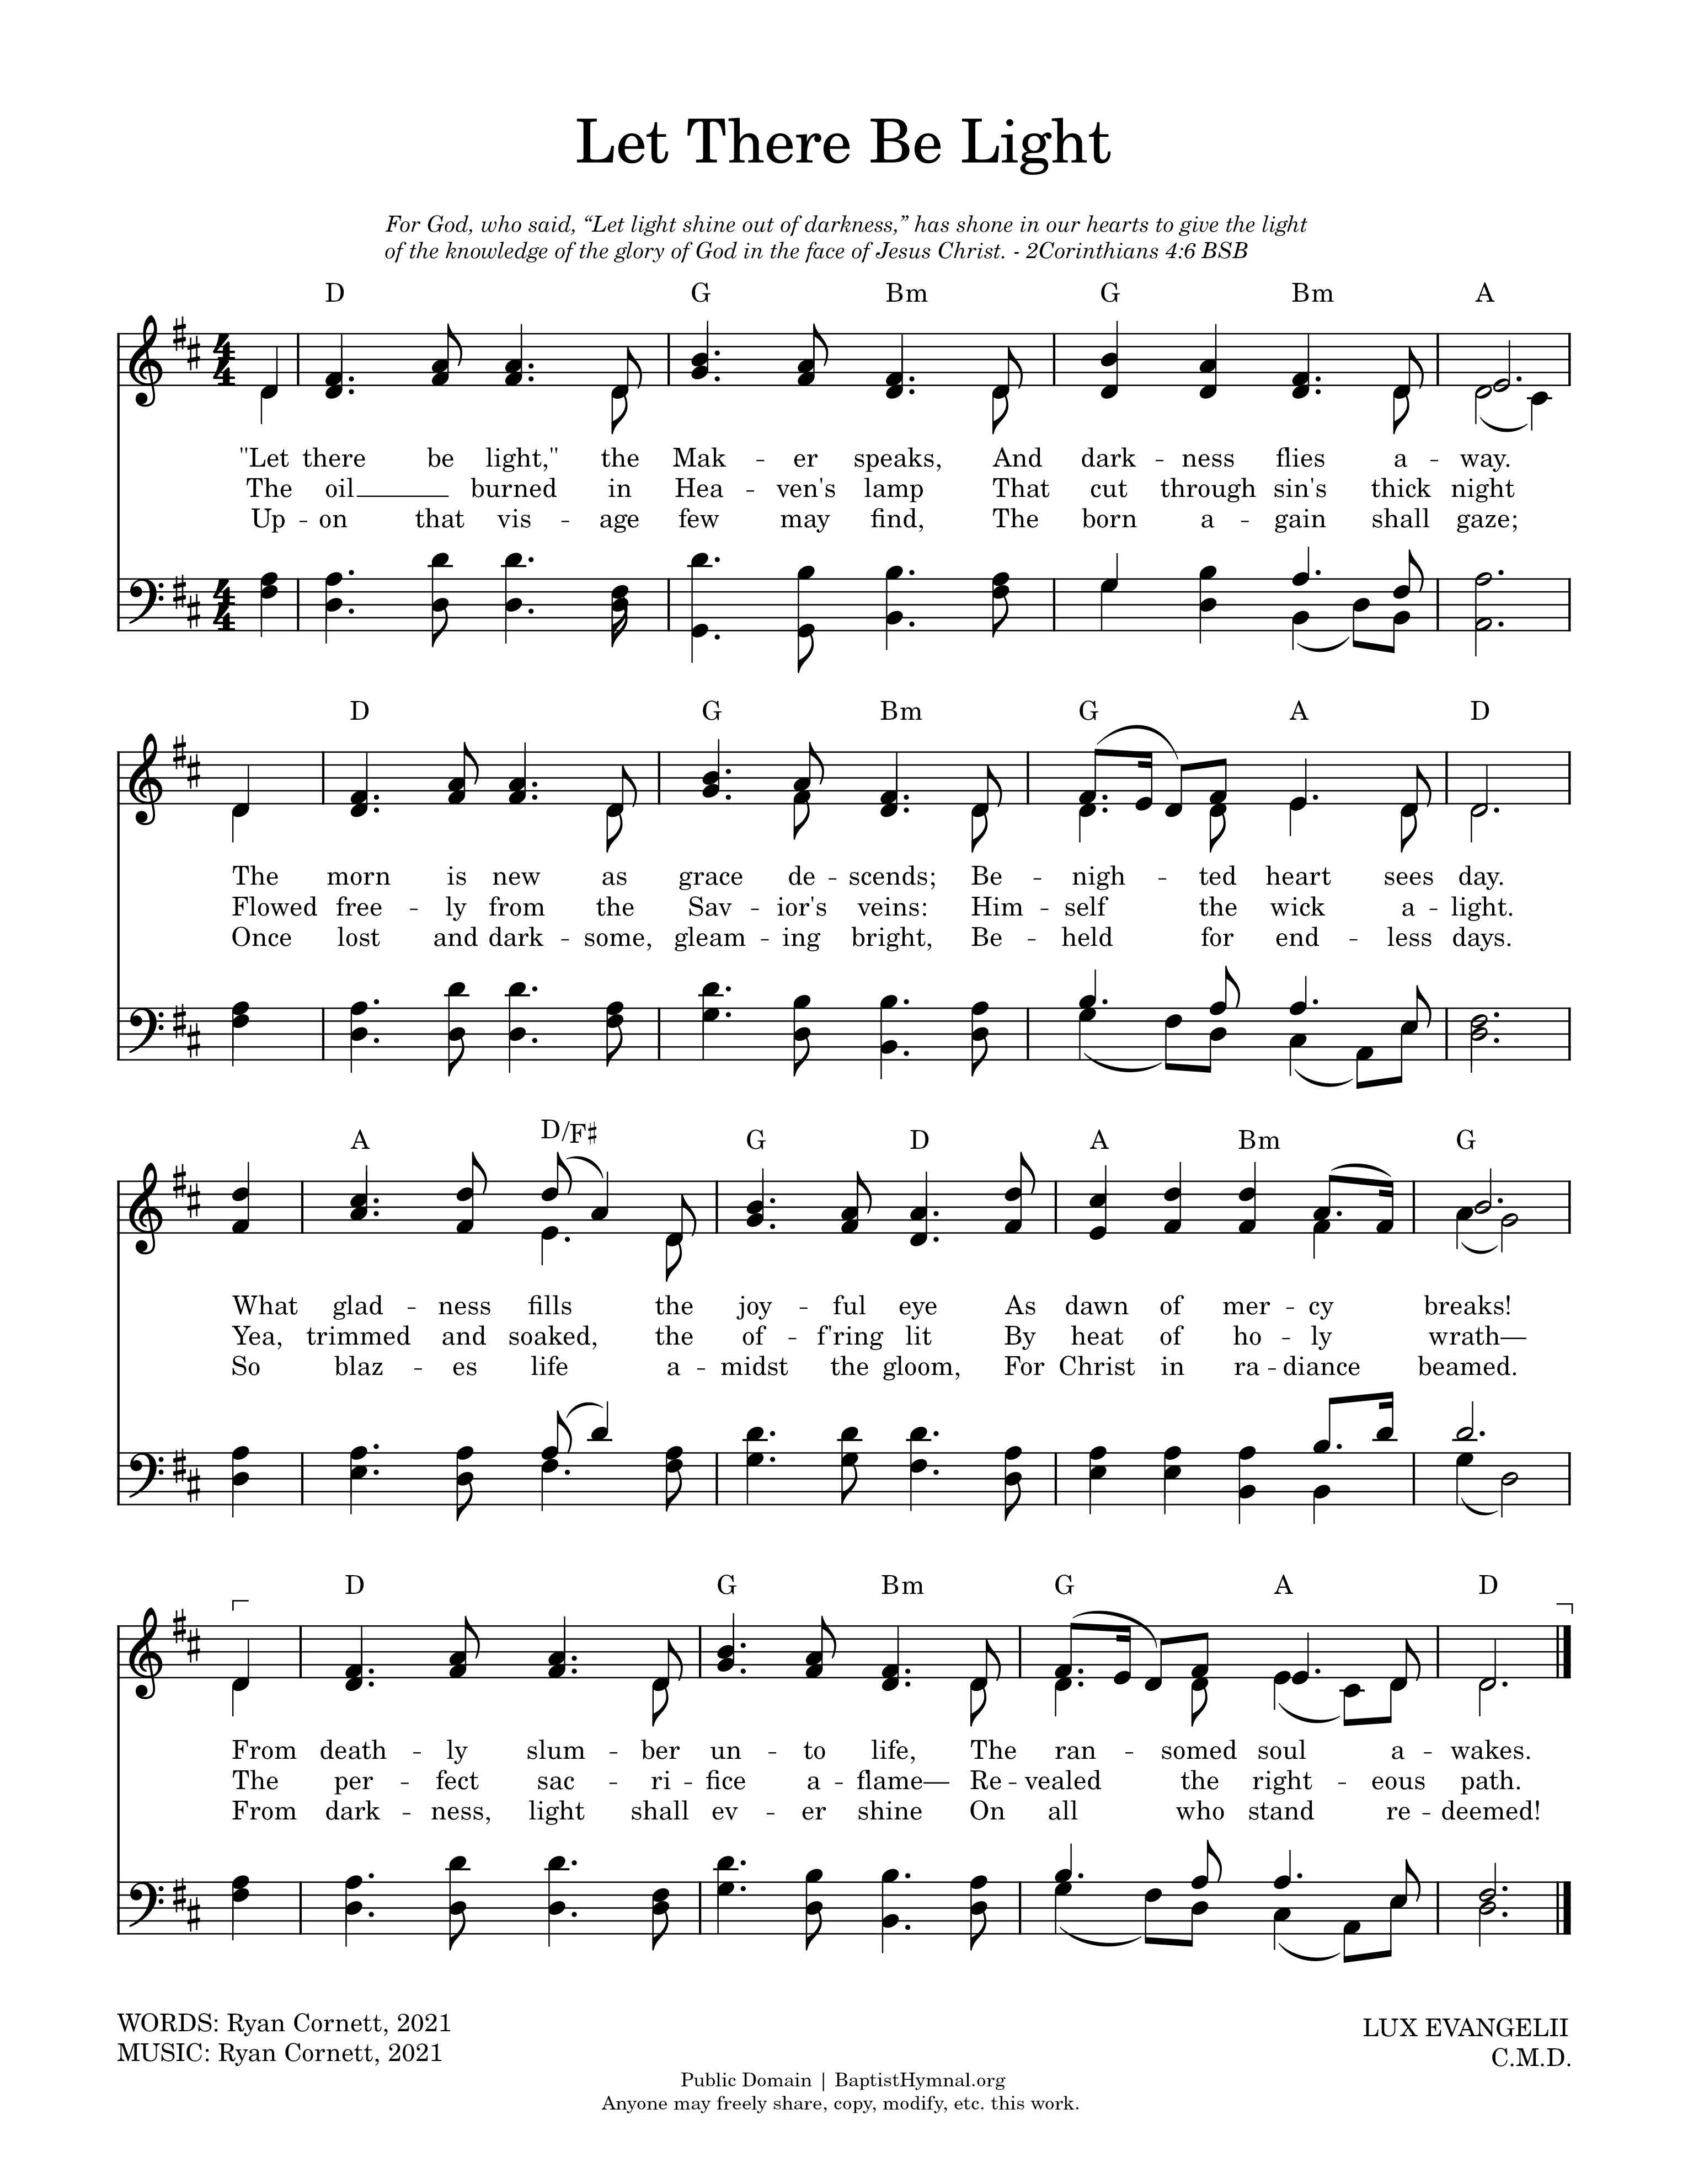 Let There Be Light
For God, who said, “Let light shine out of darkness,” has shone in our hearts to give the light
of the knowledge of the glory of God in the face of Jesus Christ. - 2Corinthians 4:6 BSB
D G Bm G Bm A
4 4
"Let there be light," the Mak - er speaks, And dark - ness flies a - way.
The oil __ burned in Hea - ven's lamp That cut through sin's thick night
Up - on that vis - age few may find, The born a - gain shall gaze;
4 4
D G Bm G A D
The morn is new as grace de - scends; Be - nigh - ted heart sees day.
Flowed free - ly from the Sav - ior's veins: Him - self the wick a - light.
Once lost and dark - some, gleam - ing bright, Be - held for end - less days.
A D/F♯ G D A Bm G
What glad - ness fills the joy - ful eye As dawn of mer - cy breaks!
Yea, trimmed and soaked, the of - f'ring lit By heat of ho - ly wrath—
So blaz - es life a - midst the gloom, For Christ in ra - diance beamed.
D G Bm G A D
From death - ly slum - ber un - to life, The ran - somed soul a - wakes.
The per - fect sac - ri - fice a - flame— Re - vealed the right - eous path.
From dark - ness, light shall ev - er shine On all who stand re - deemed!
WORDS: Ryan Cornett, 2021
MUSIC: Ryan Cornett, 2021
LUX EVANGELII
C.M.D.
Public Domain | BaptistHymnal.org
Anyone may freely share, copy, modify, etc. this work.